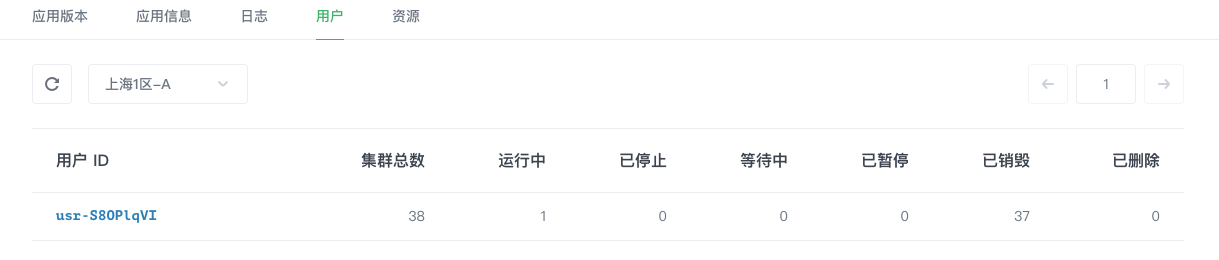 应用版本 应用信息 日志 用户 资源
上海1区-A 1
用户 ID 集群总数 运行中 已停止 等待中 已暂停 已销毁 已删除
usr-S8OPlqVI 38 1 0 0 0 37 0